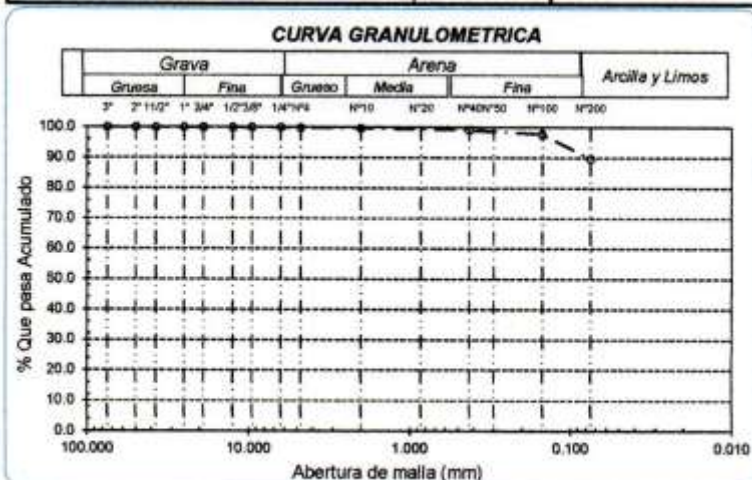 CURVA GRANULOMETRICA
Grava Arena Arcilla y Limos
Gruesa Fina Grueso Media Fina
3" 2" 1 1/2" 1" 3/4" 1/2" 3/8" 1/4" Nº4 Nº10 Nº20 Nº40 Nº50 Nº100 Nº200
% Que pasa Acumulado
100.0
90.0
80.0
70.0
60.0
50.0
40.0
30.0
20.0
10.0
0.0
100.000 10.000 1.000 0.100 0.010
Abertura de malla (mm)